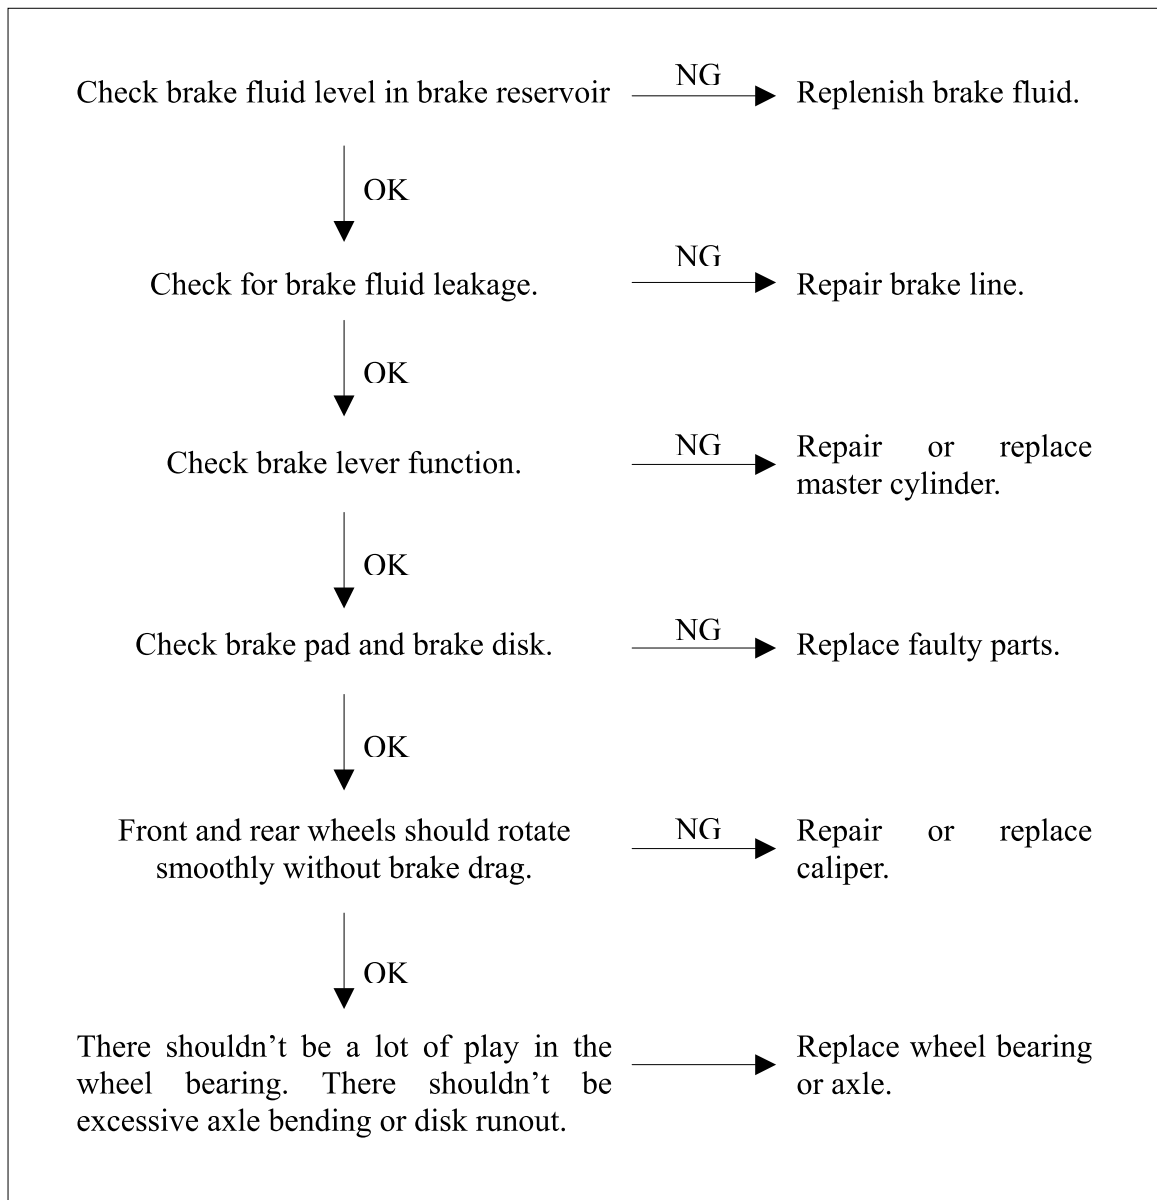 Check brake fluid level in brake reservoir
NG
Replenish brake fluid.
OK
Check for brake fluid leakage.
NG
Repair brake line.
OK
Check brake lever function.
NG
Repair or replace
master cylinder.
OK
Check brake pad and brake disk.
NG
Replace faulty parts.
OK
Front and rear wheels should rotate
smoothly without brake drag.
NG
Repair or replace
caliper.
OK
There shouldn’t be a lot of play in the
wheel bearing. There shouldn’t be
excessive axle bending or disk runout.
Replace wheel bearing
or axle.